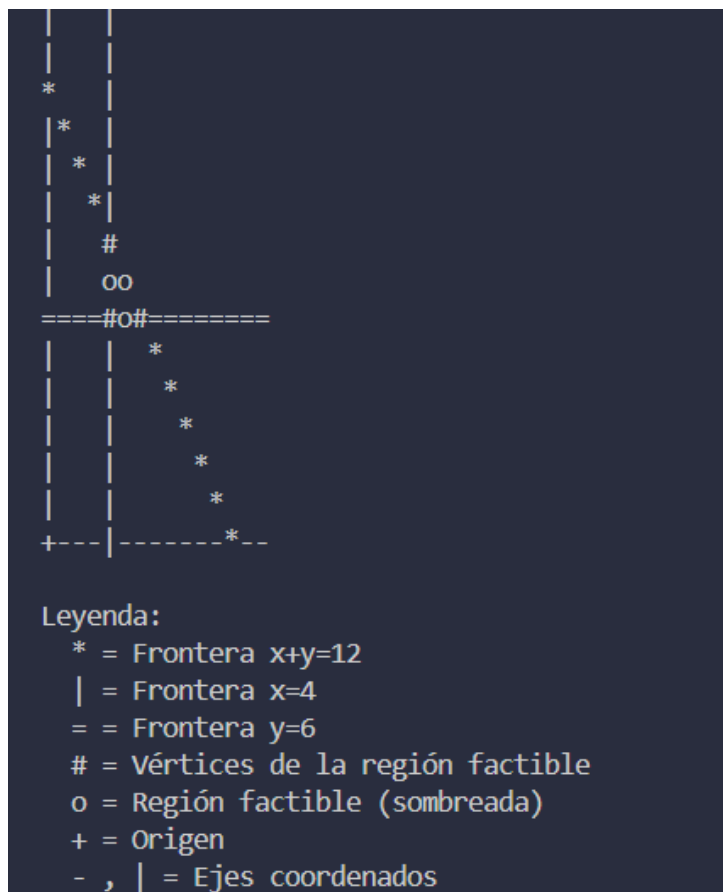 |   |
|   |
*   |
|*  |
| * |
|  *|
|   #
|   oo
====#o#========
|   |  *
|   |   *
|   |    *
|   |     *
|   |      *
+---|-------*--
Leyenda:
  * = Frontera x+y=12
  | = Frontera x=4
  = = Frontera y=6
  # = Vértices de la región factible
  o = Región factible (sombreada)
  + = Origen
  - , | = Ejes coordenados